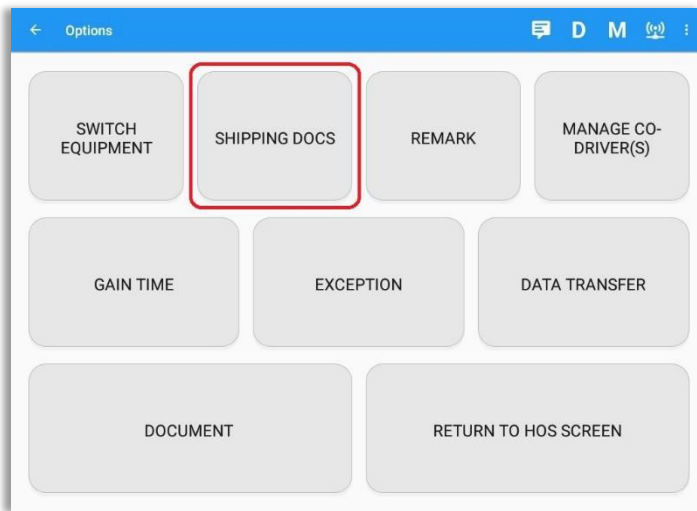 Options
D M
SWITCH
EQUIPMENT
SHIPPING DOCS
REMARK
MANAGE CO-
DRIVER(S)
GAIN TIME
EXCEPTION
DATA TRANSFER
DOCUMENT
RETURN TO HOS SCREEN